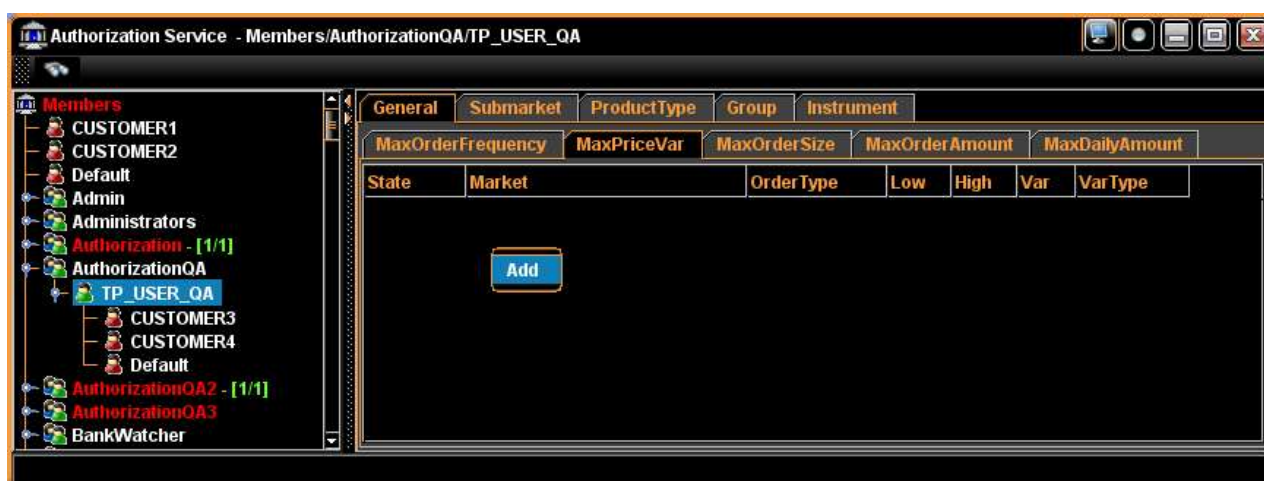 Authorization Service - Members/AuthorizationQA/TP_USER_QA
Members
CUSTOMER1
CUSTOMER2
Default
Admin
Administrators
Authorization - [1/1]
AuthorizationQA
TP_USER_QA
CUSTOMER3
CUSTOMER4
Default
AuthorizationQA2 - [1/1]
AuthorizationQA3
BankWatcher
General Submarket ProductType Group Instrument
MaxOrderFrequency MaxPriceVar MaxOrderSize MaxOrderAmount MaxDailyAmount
State Market OrderType Low High Var VarType
Add